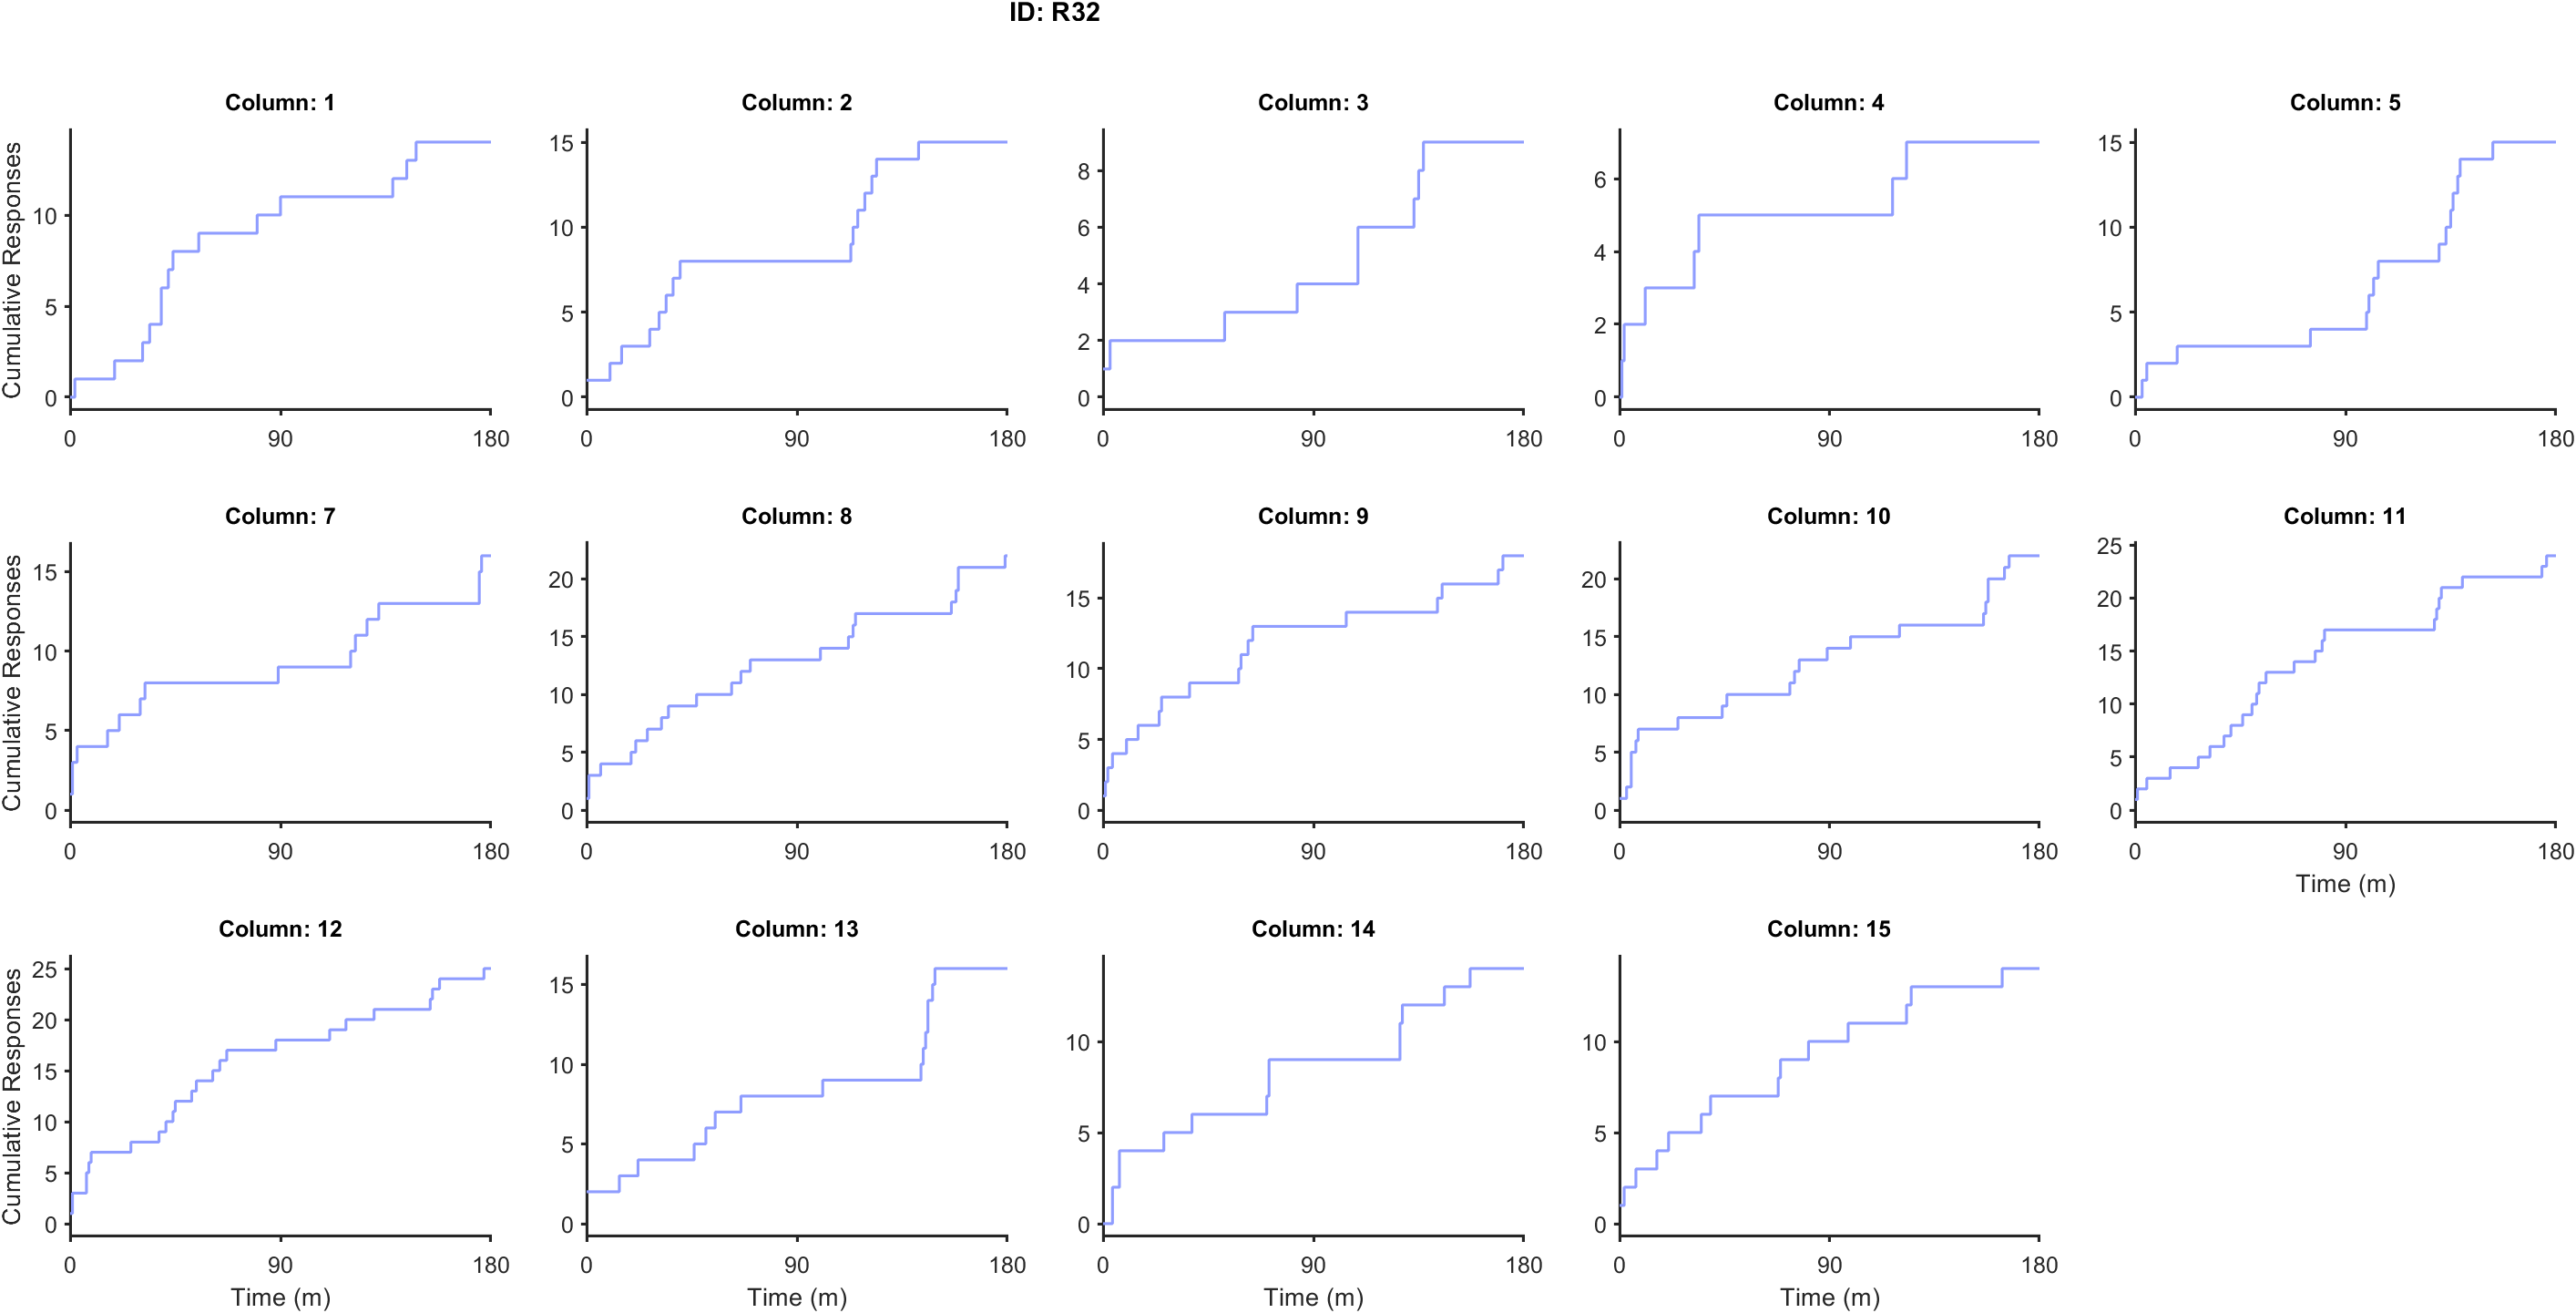 ID: R32
Column: 1
Column: 2
Column: 3
Column: 4
Column: 5
Cumulative Responses
0 5 10
0 90 180
0 5 10 15
0 90 180
0 2 4 6 8
0 90 180
0 2 4 6
0 90 180
0 5 10 15
0 90 180
Column: 7
Column: 8
Column: 9
Column: 10
Column: 11
Cumulative Responses
0 5 10 15
0 90 180
0 5 10 15 20
0 90 180
0 5 10 15
0 90 180
0 5 10 15 20
0 90 180
0 5 10 15 20 25
0 90 180
Time (m)
Column: 12
Column: 13
Column: 14
Column: 15
Cumulative Responses
0 5 10 15 20 25
0 90 180
Time (m)
0 5 10 15
0 90 180
Time (m)
0 5 10
0 90 180
Time (m)
0 5 10
0 90 180
Time (m)